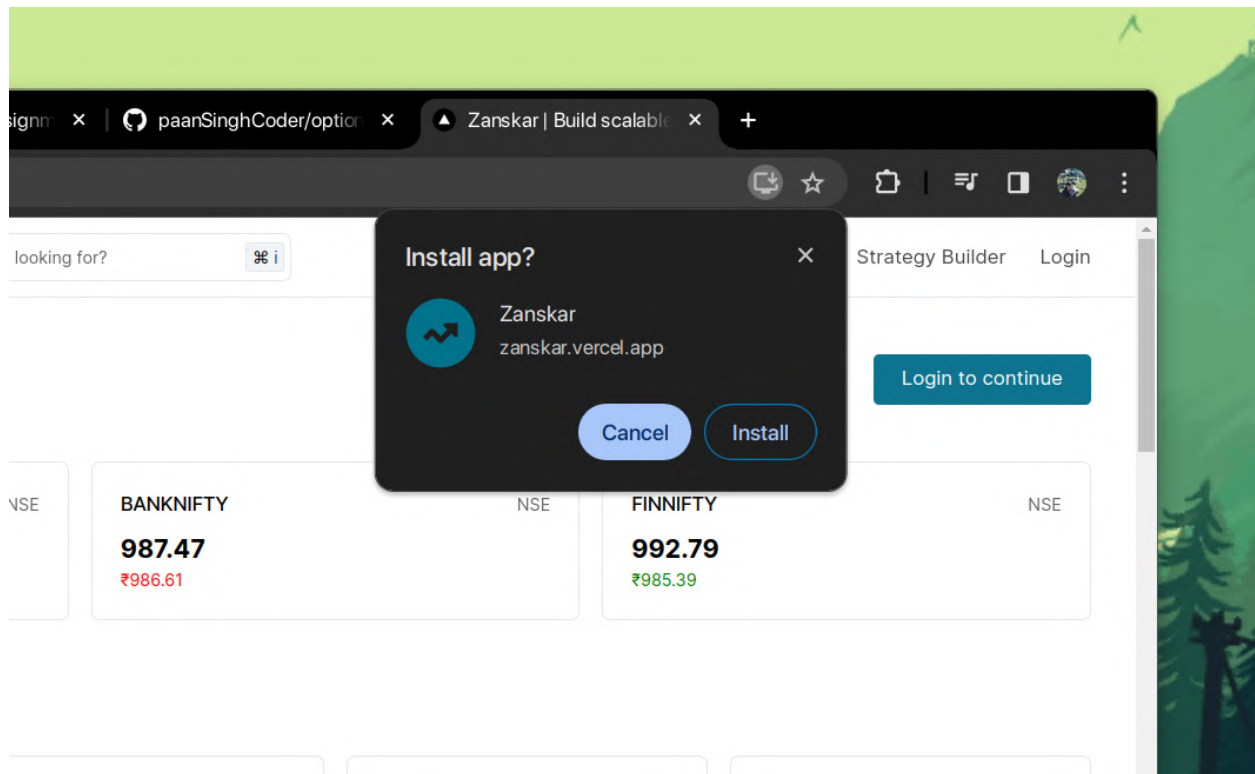 signm
paanSinghCoder/option
Zanskar | Build scalable
looking for?
⌘ i
Install app?
Strategy Builder
Login
Zanskar
zanskar.vercel.app
Login to continue
Cancel
Install
NSE
BANKNIFTY
NSE
FINNIFTY
NSE
987.47
992.79
₹986.61
₹985.39